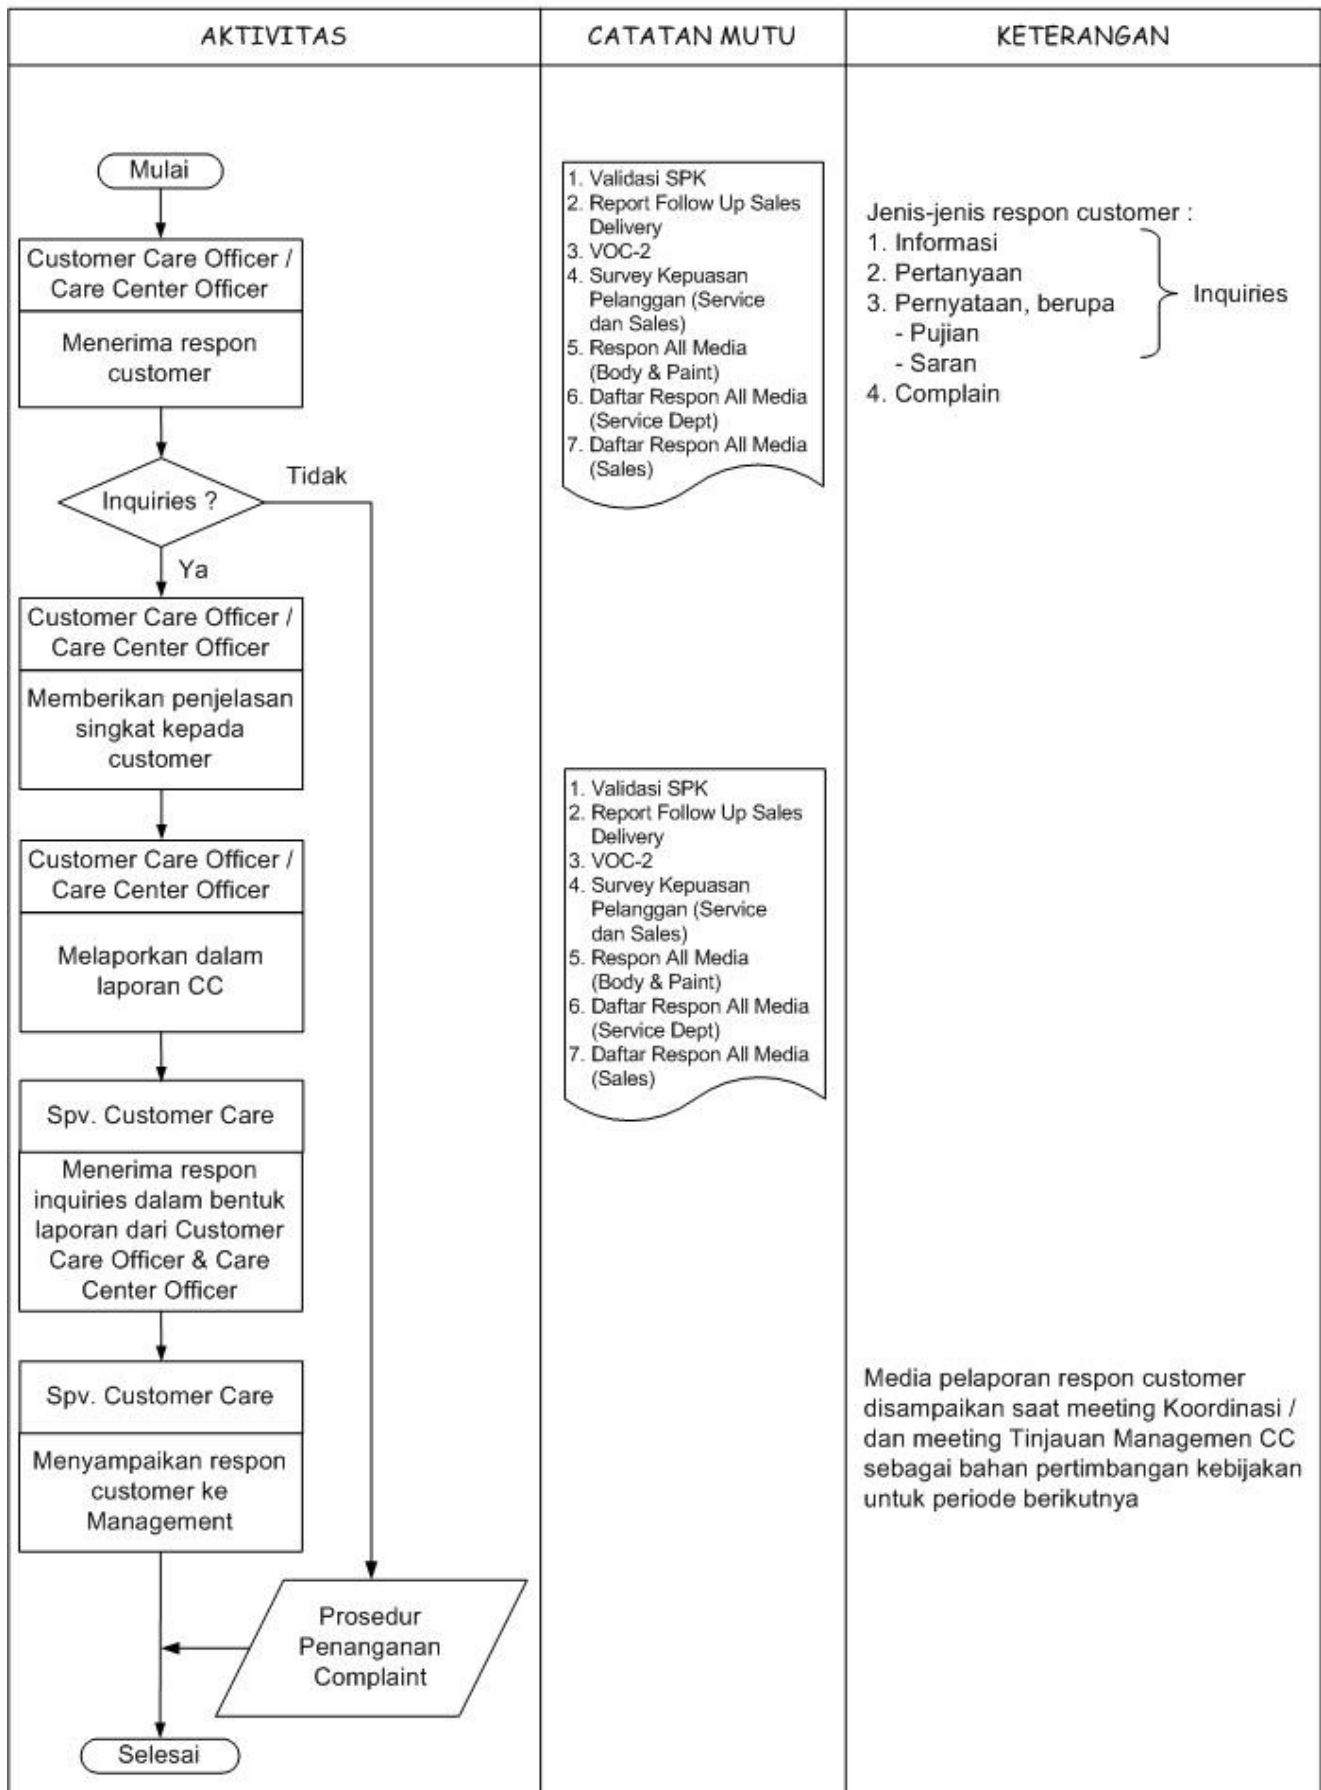 AKTIVITAS
CATATAN MUTU
KETERANGAN
Mulai
Customer Care Officer /
Care Center Officer
Menerima respon
customer
Inquiries ?
Tidak
Ya
Customer Care Officer /
Care Center Officer
Memberikan penjelasan
singkat kepada
customer
Customer Care Officer /
Care Center Officer
Melaporkan dalam
laporan CC
Spv. Customer Care
Menerima respon
inquiries dalam bentuk
laporan dari Customer
Care Officer & Care
Center Officer
Spv. Customer Care
Menyampaikan respon
customer ke
Management
Prosedur
Penanganan
Complaint
Selesai
1. Validasi SPK
2. Report Follow Up Sales
Delivery
3. VOC-2
4. Survey Kepuasan
Pelanggan (Service
dan Sales)
5. Respon All Media
(Body & Paint)
6. Daftar Respon All Media
(Service Dept)
7. Daftar Respon All Media
(Sales)
1. Validasi SPK
2. Report Follow Up Sales
Delivery
3. VOC-2
4. Survey Kepuasan
Pelanggan (Service
dan Sales)
5. Respon All Media
(Body & Paint)
6. Daftar Respon All Media
(Service Dept)
7. Daftar Respon All Media
(Sales)
Jenis-jenis respon customer :
1. Informasi
2. Pertanyaan
3. Pernyataan, berupa
- Pujian
- Saran
4. Complain
Inquiries
Media pelaporan respon customer
disampaikan saat meeting Koordinasi /
dan meeting Tinjauan Managemen CC
sebagai bahan pertimbangan kebijakan
untuk periode berikutnya